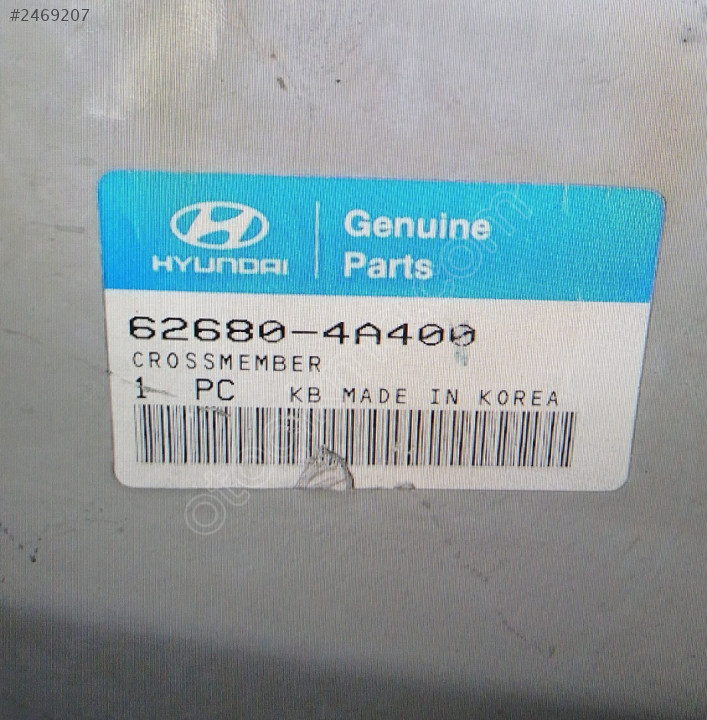 #2469207
HYUNDAI
Genuine
Parts
62680-4A400
CROSSMEMBER
1 PC KB MADE IN KOREA